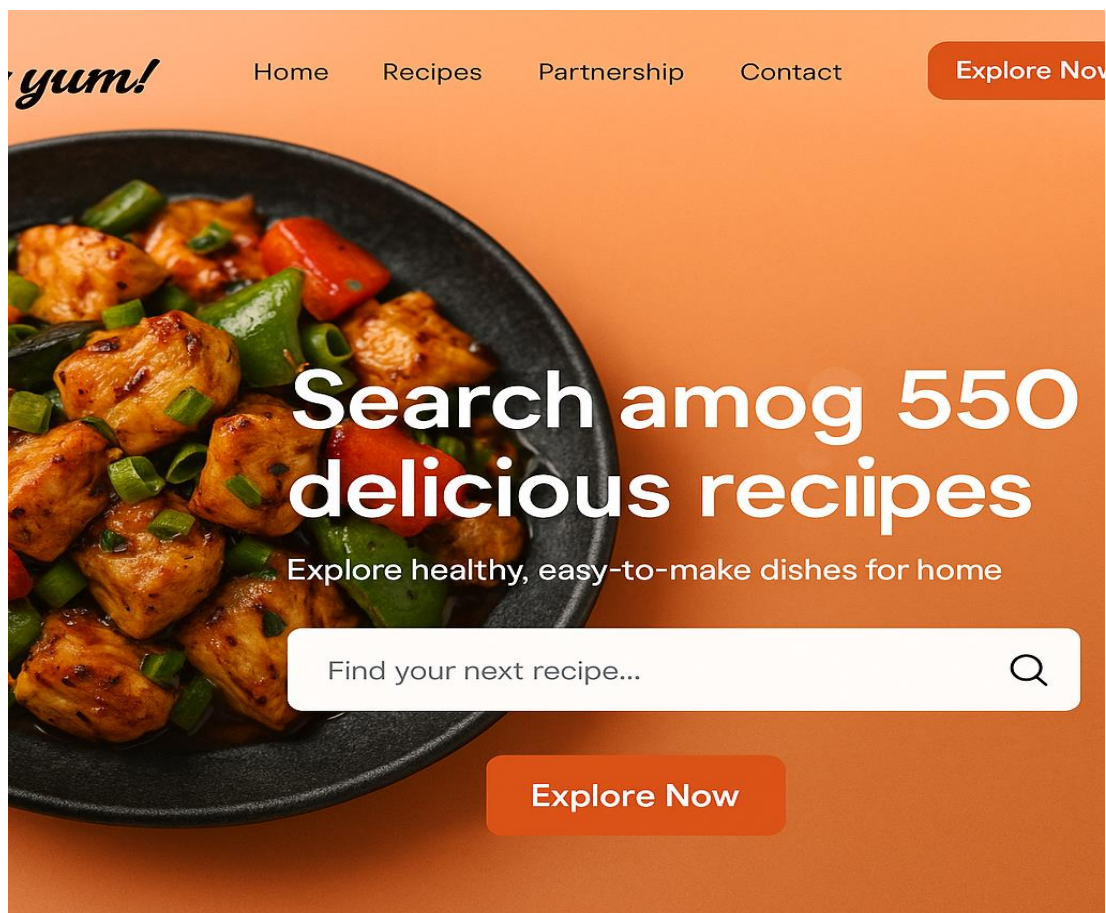 yum!
Home Recipes Partnership Contact Explore Now
Search amog 550
delicious reciipes
Explore healthy, easy-to-make dishes for home
Find your next recipe...
Explore Now